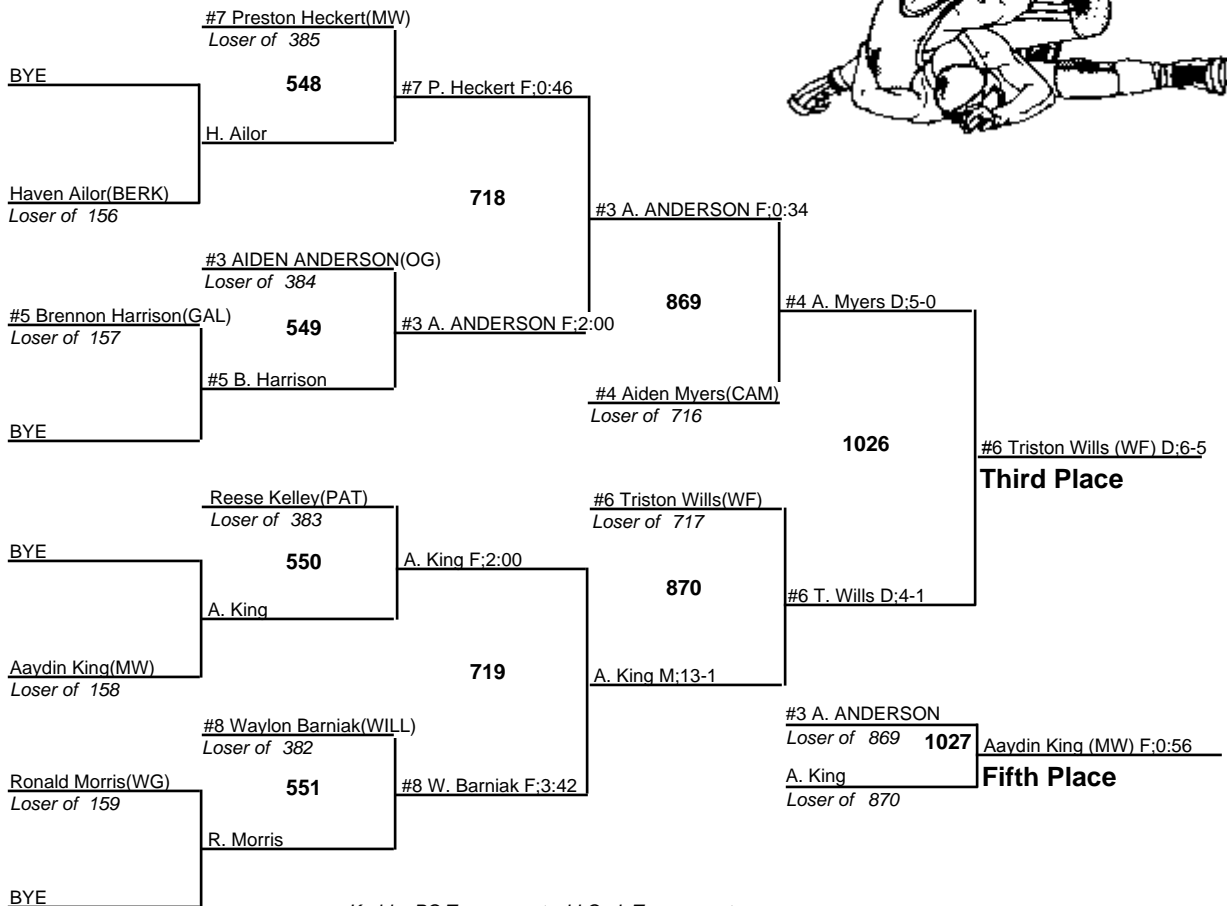 #7 Preston Heckert(MW)
Loser of 385
BYE
548
#7 P. Heckert F;0:46
H. Ailor
Haven Ailor(BERK)
Loser of 156
718
#3 A. ANDERSON F;0:34
#3 AIDEN ANDERSON(OG)
Loser of 384
#5 Brennon Harrison(GAL)
Loser of 157
549
#3 A. ANDERSON F;2:00
869
#4 A. Myers D;5-0
#5 B. Harrison
#4 Aiden Myers(CAM)
Loser of 716
BYE
1026
#6 Triston Wills (WF) D;6-5
Third Place
Reese Kelley(PAT)
Loser of 383
#6 Triston Wills(WF)
Loser of 717
BYE
550
A. King F;2:00
870
A. King
#6 T. Wills D;4-1
Aaydin King(MW)
Loser of 158
719
A. King M;13-1
#8 Waylon Barniak(WILL)
Loser of 382
#3 A. ANDERSON
Loser of 869
1027
Aaydin King (MW) F;0:56
Fifth Place
Ronald Morris(WG)
Loser of 159
551
#8 W. Barniak F;3:42
A. King
Loser of 870
R. Morris
BYE